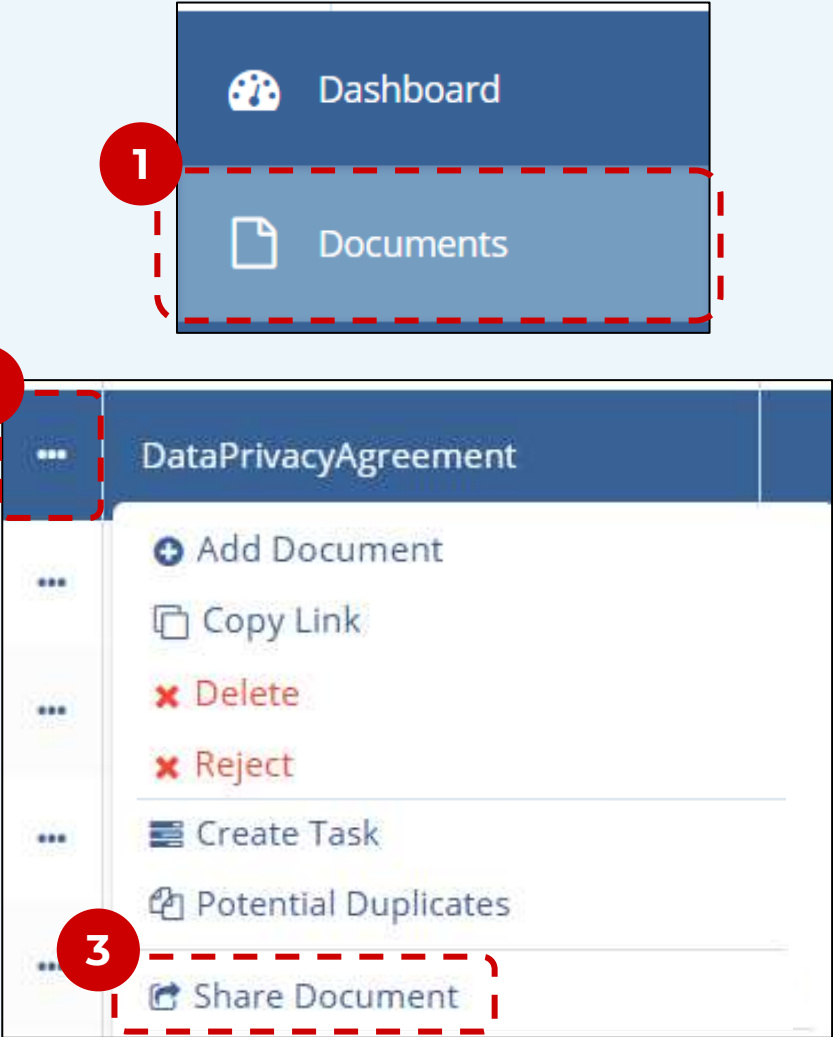 Dashboard
1
Documents
DataPrivacyAgreement
Add Document
Copy Link
Delete
Reject
Create Task
Potential Duplicates
3
Share Document